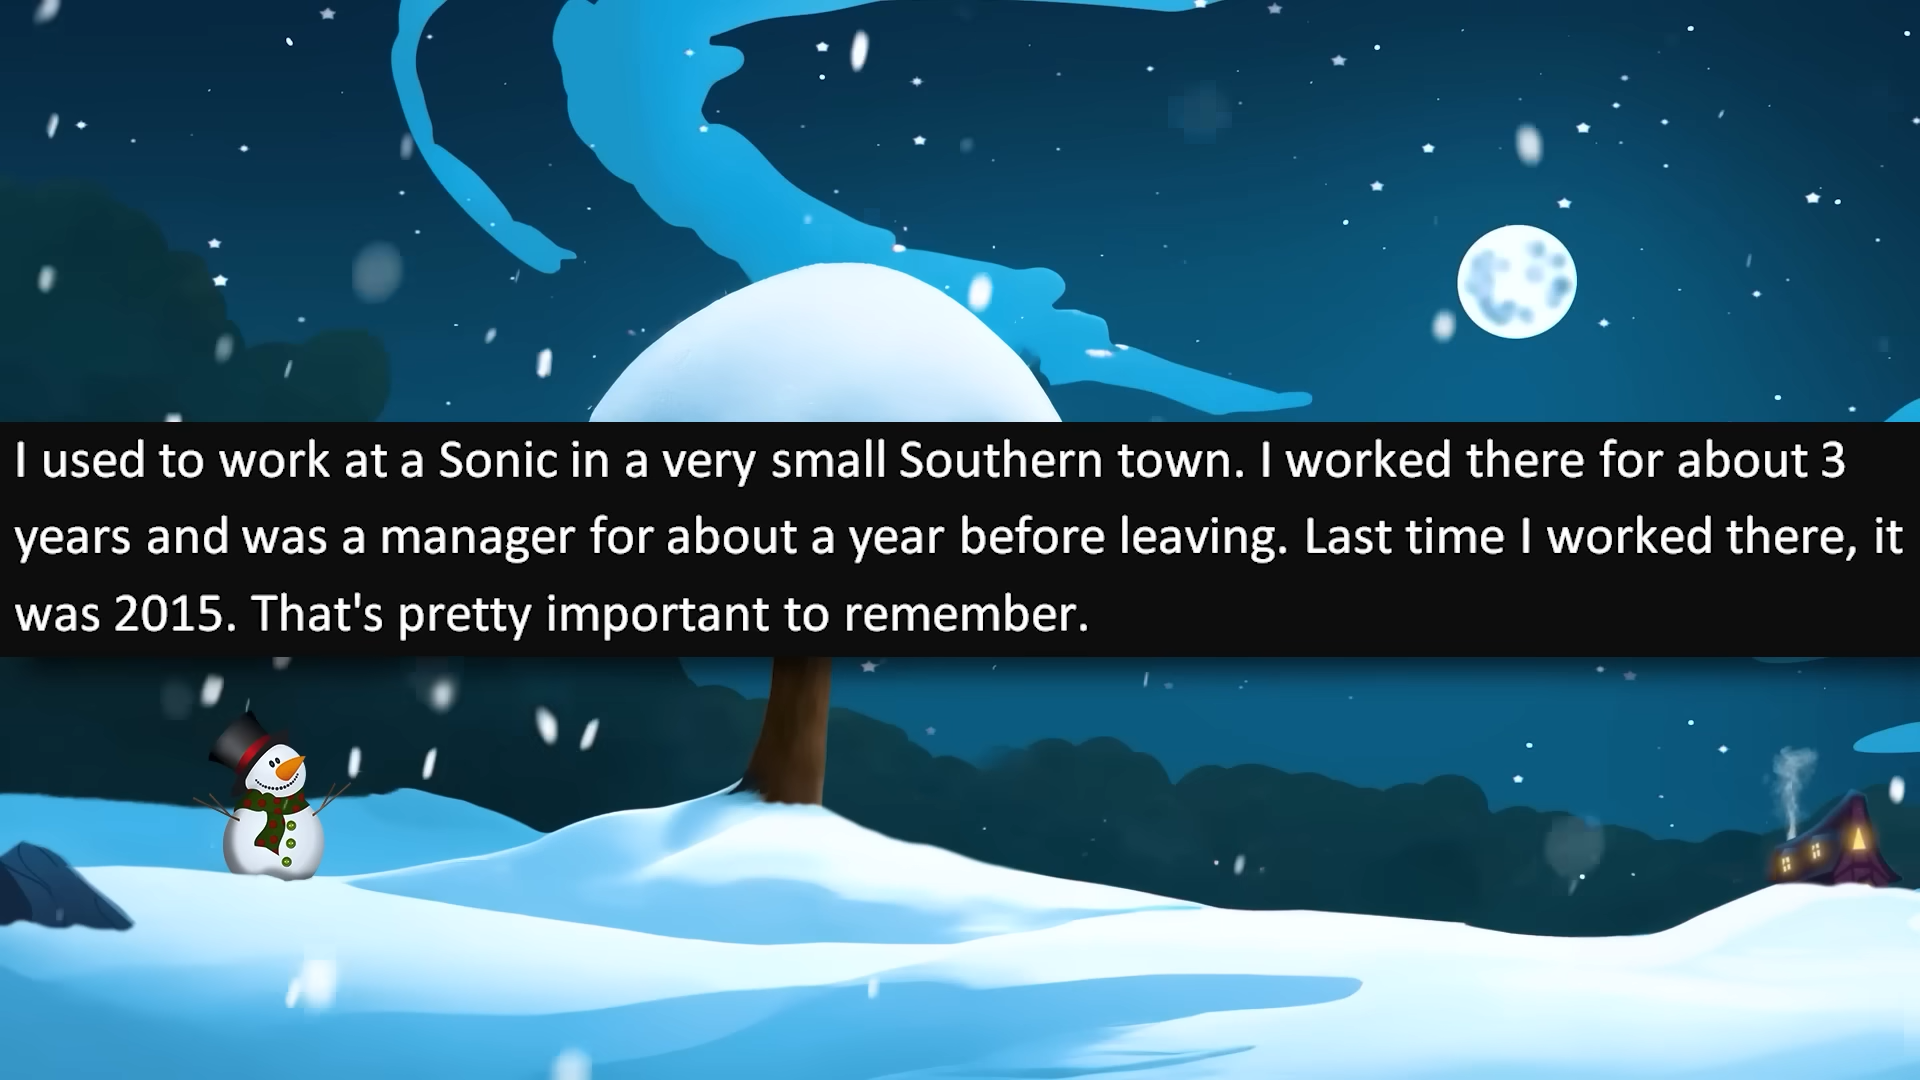 I used to work at a Sonic in a very small Southern town. I worked there for about 3
years and was a manager for about a year before leaving. Last time I worked there, it
was 2015. That's pretty important to remember.